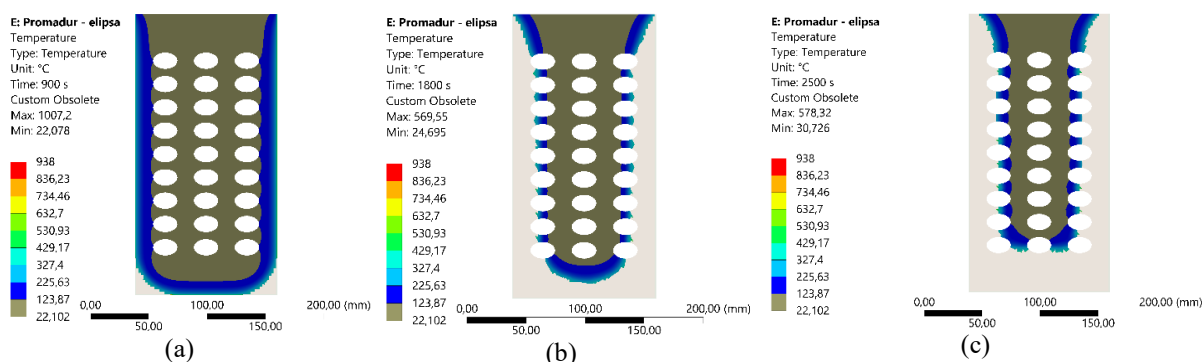 E: Promadur - elipsa
Temperature
Type: Temperature
Unit: °C
Time: 900 s
Custom Obsolete
Max: 1007,2
Min: 22,078
938
836,23
734,46
632,7
530,93
429,17
327,4
225,63
123,87
22,102
0,00 100,00 200,00 (mm)
50,00 150,00
(a)
E: Promadur - elipsa
Temperature
Type: Temperature
Unit: °C
Time: 1800 s
Custom Obsolete
Max: 569,55
Min: 24,695
938
836,23
734,46
632,7
530,93
429,17
327,4
225,63
123,87
22,102
0,00 100,00 200,00 (mm)
50,00 150,00
(b)
E: Promadur - elipsa
Temperature
Type: Temperature
Unit: °C
Time: 2500 s
Custom Obsolete
Max: 578,32
Min: 30,726
938
836,23
734,46
632,7
530,93
429,17
327,4
225,63
123,87
22,102
0,00 100,00 200,00 (mm)
50,00 150,00
(c)